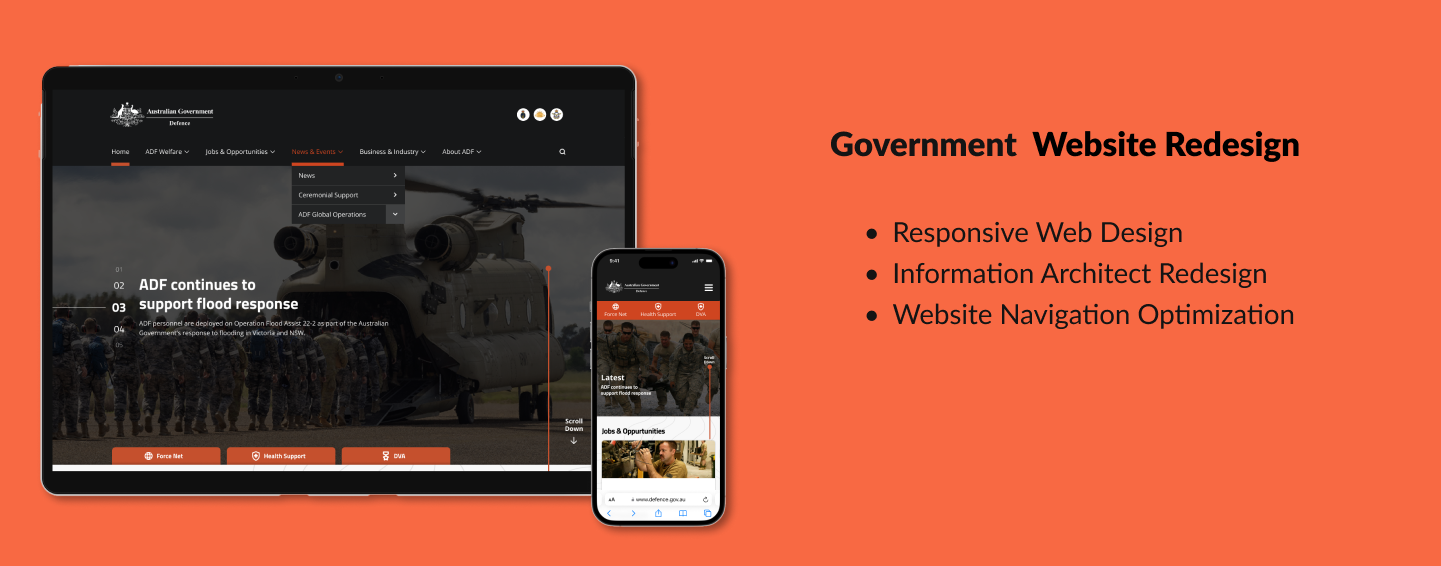 Australian Government
Defence
Home
ADF Welfare
Jobs & Opportunities
News & Events
Business & Industry
About ADF
News
Ceremonial Support
ADF Global Operations
01
02
03
04
05
ADF continues to
support flood response
ADF personnel are deployed on Operation Flood Assist 22-2 as part of the Australian
Government's response to flooding in Victoria and NSW.
Scroll
Down
Force Net
Health Support
DVA
9:41
Australian Government
Defence
Force Net
Health Support
DVA
Scroll
Down
Latest
ADF continues to
support flood response
Jobs & Oppurtunities
AA
www.defence.gov.au
Government Website Redesign
• Responsive Web Design
• Information Architect Redesign
• Website Navigation Optimization